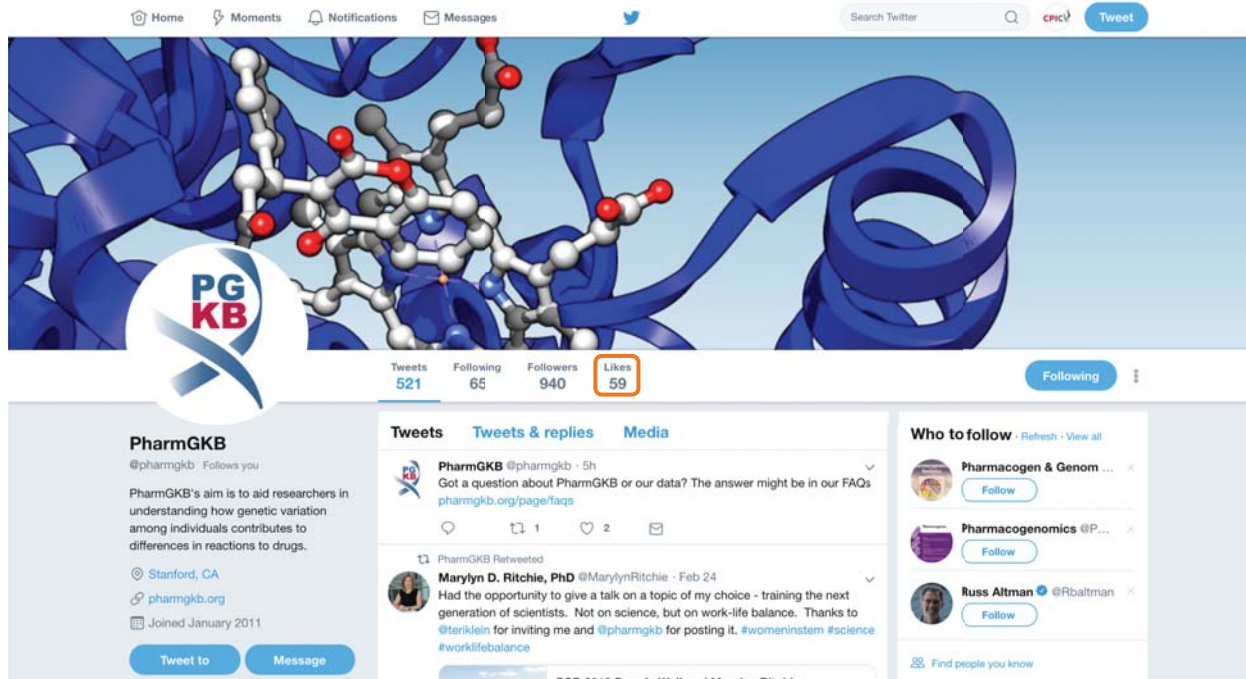 Home Moments Notifications Messages Search Twitter CPIC Tweet
PG
KB
Tweets Following Followers Likes
521 65 940 59 Following
PharmGKB
@pharmgkb Follows you
PharmGKB's aim is to aid researchers in
understanding how genetic variation
among individuals contributes to
differences in reactions to drugs.
Stanford, CA
pharmgkb.org
Joined January 2011
Tweet to Message
Tweets Tweets & replies Media
PG
KB
PharmGKB @pharmgkb · 5h
Got a question about PharmGKB or our data? The answer might be in our FAQs
pharmgkb.org/page/faqs
1 2
PharmGKB Retweeted
Marylyn D. Ritchie, PhD @MarylynRitchie · Feb 24
Had the opportunity to give a talk on a topic of my choice - training the next
generation of scientists. Not on science, but on work-life balance. Thanks to
@teriklein for inviting me and @pharmgkb for posting it. #womeninstem #science
#worklifebalance
Who to follow · Refresh · View all
Pharmacogen & Genom ...
Follow
Pharmacogenomics @P...
Follow
Russ Altman @Rbaltman
Follow
Find people you know